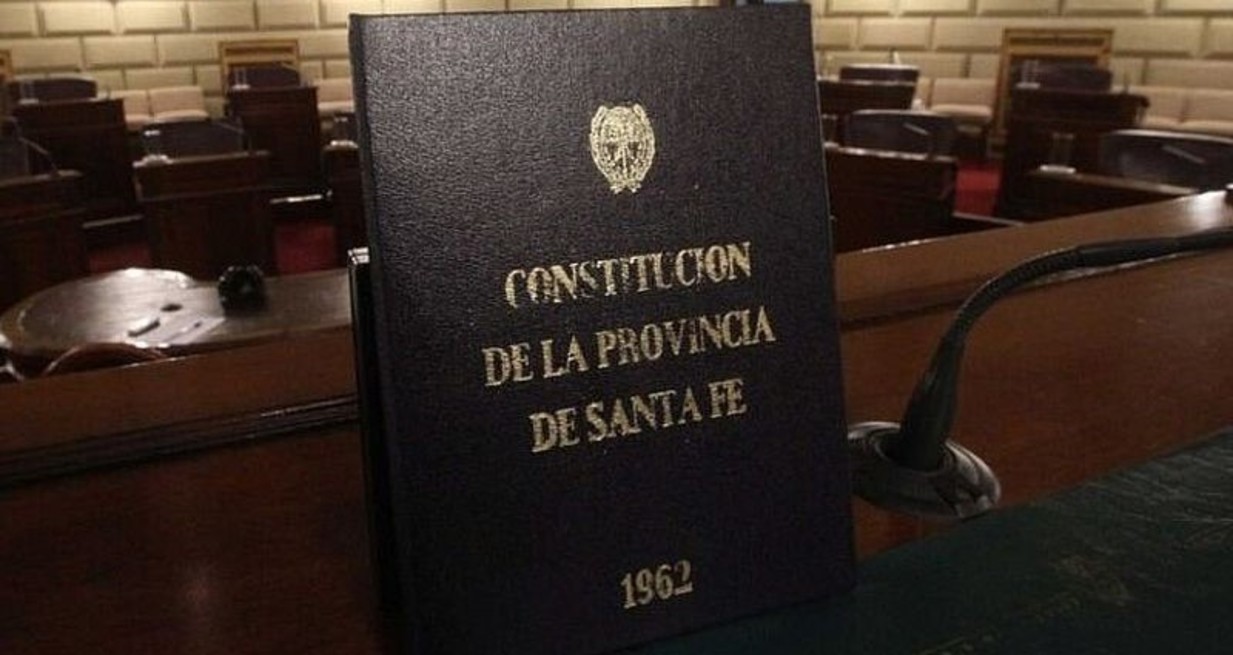 CONSTITUCION
DE LA PROVINCIA
DE SANTA FE
1962